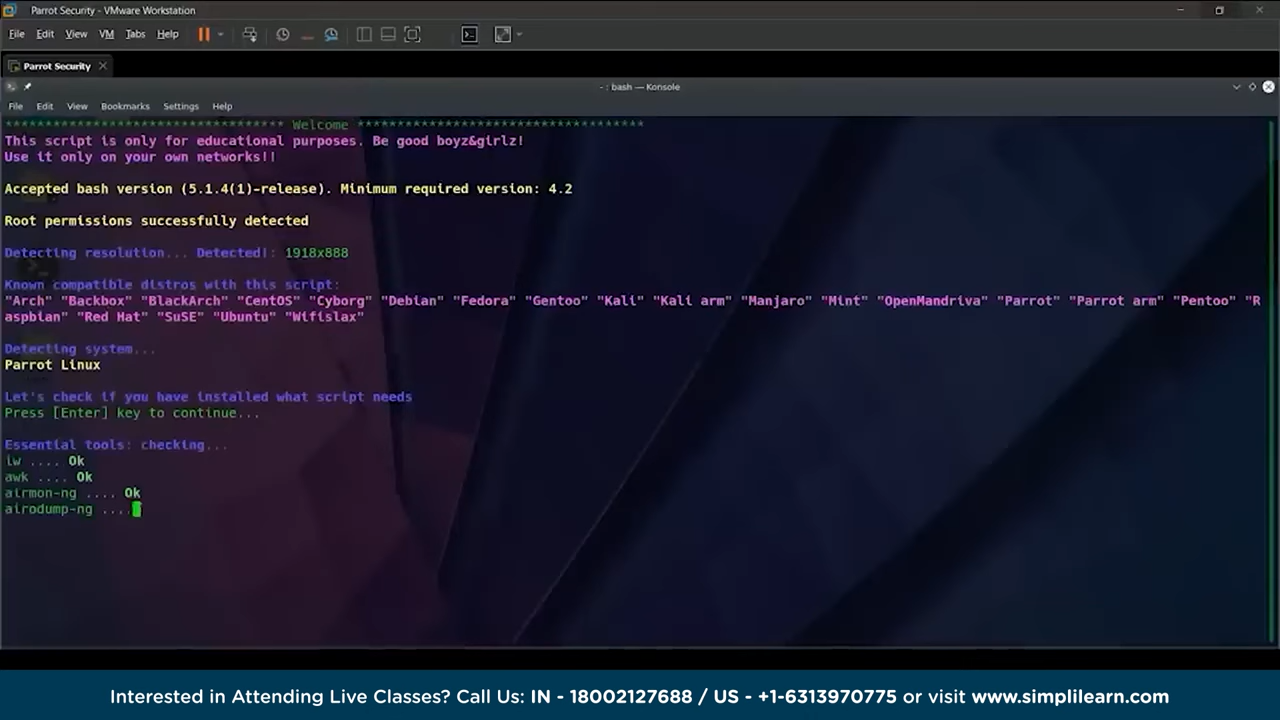 Parrot Security - VMware Workstation
File Edit View VM Tabs Help
Parrot Security
- : bash — Konsole
File Edit View Bookmarks Settings Help
********************************** Welcome ************************************
This script is only for educational purposes. Be good boyz&girlz!
Use it only on your own networks!!
Accepted bash version (5.1.4(1)-release). Minimum required version: 4.2
Root permissions successfully detected
Detecting resolution... Detected!: 1918x888
Known compatible distros with this script:
"Arch" "Backbox" "BlackArch" "CentOS" "Cyborg" "Debian" "Fedora" "Gentoo" "Kali" "Kali arm" "Manjaro" "Mint" "OpenMandriva" "Parrot" "Parrot arm" "Pentoo" "R
aspbian" "Red Hat" "SuSE" "Ubuntu" "Wifislax"
Detecting system...
Parrot Linux
Let's check if you have installed what script needs
Press [Enter] key to continue...
Essential tools: checking...
iw .... Ok
awk .... Ok
airmon-ng .... Ok
airodump-ng ....
Interested in Attending Live Classes? Call Us: IN - 18002127688 / US - +1-6313970775 or visit www.simplilearn.com